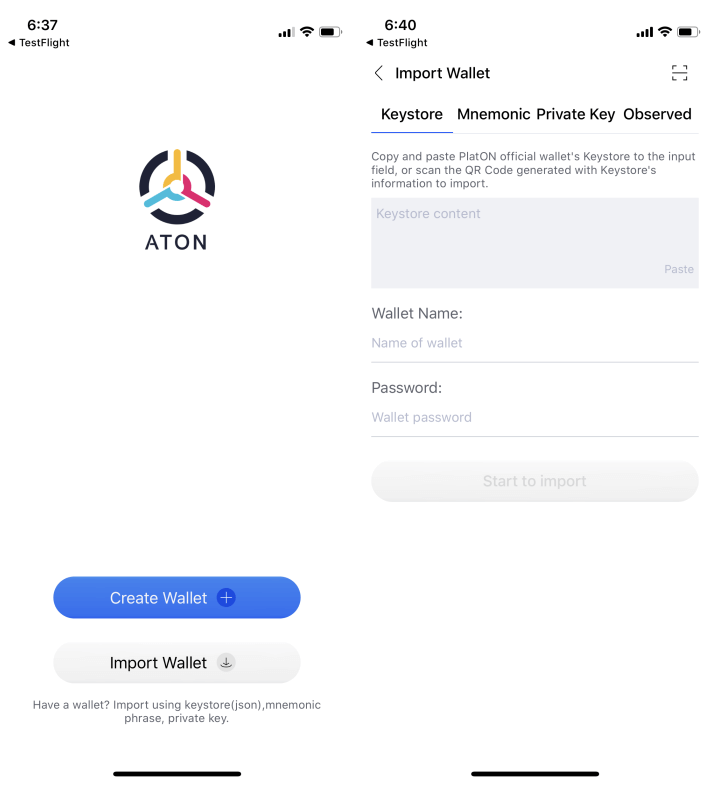 6:37
◀ TestFlight
ATON
Create Wallet
Import Wallet
Have a wallet? Import using keystore(json),mnemonic
phrase, private key.
6:40
◀ TestFlight
Import Wallet
Keystore Mnemonic Private Key Observed
Copy and paste PlatON official wallet's Keystore to the input
field, or scan the QR Code generated with Keystore's
information to import.
Keystore content
Paste
Wallet Name:
Name of wallet
Password:
Wallet password
Start to import